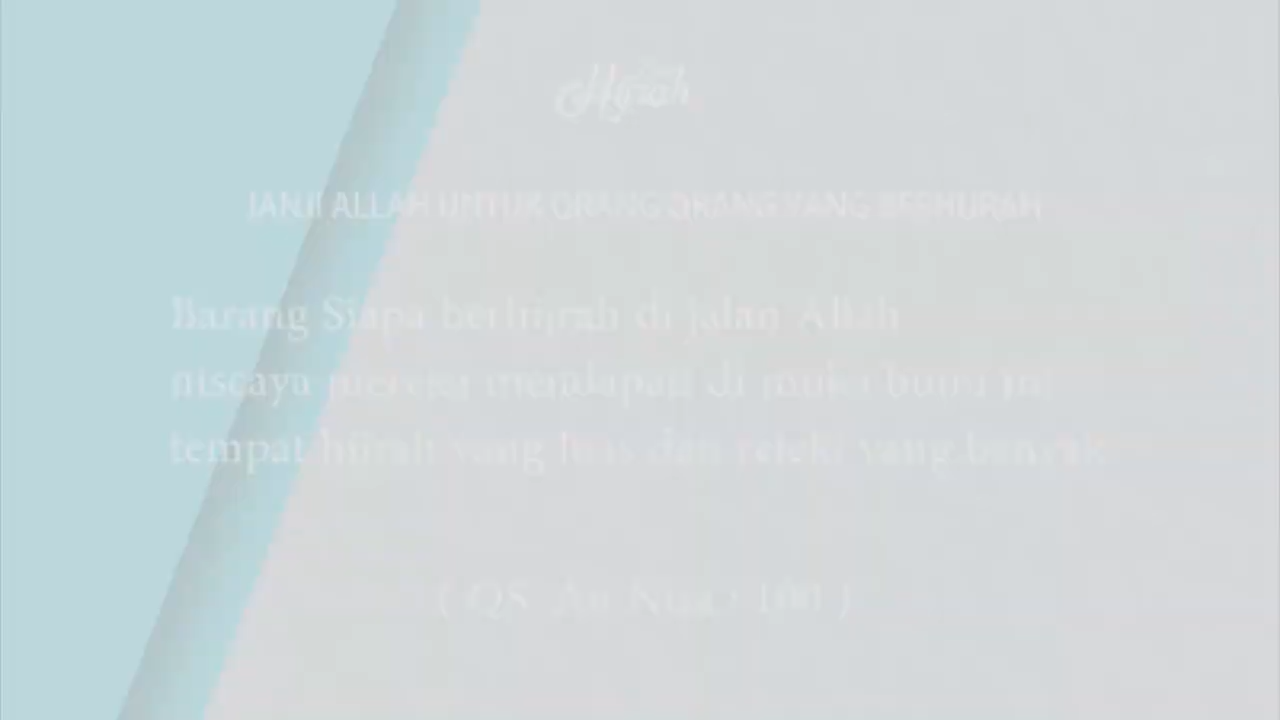 Hijrah
JANJI ALLAH UNTUK ORANG ORANG YANG BERHIJRAH
Barang Siapa berhijrah di jalan Allah
niscaya mereka mendapati di muka bumi ini
tempat hijrah yang luas dan rezeki yang banyak
( QS. An Nisa : 100 )